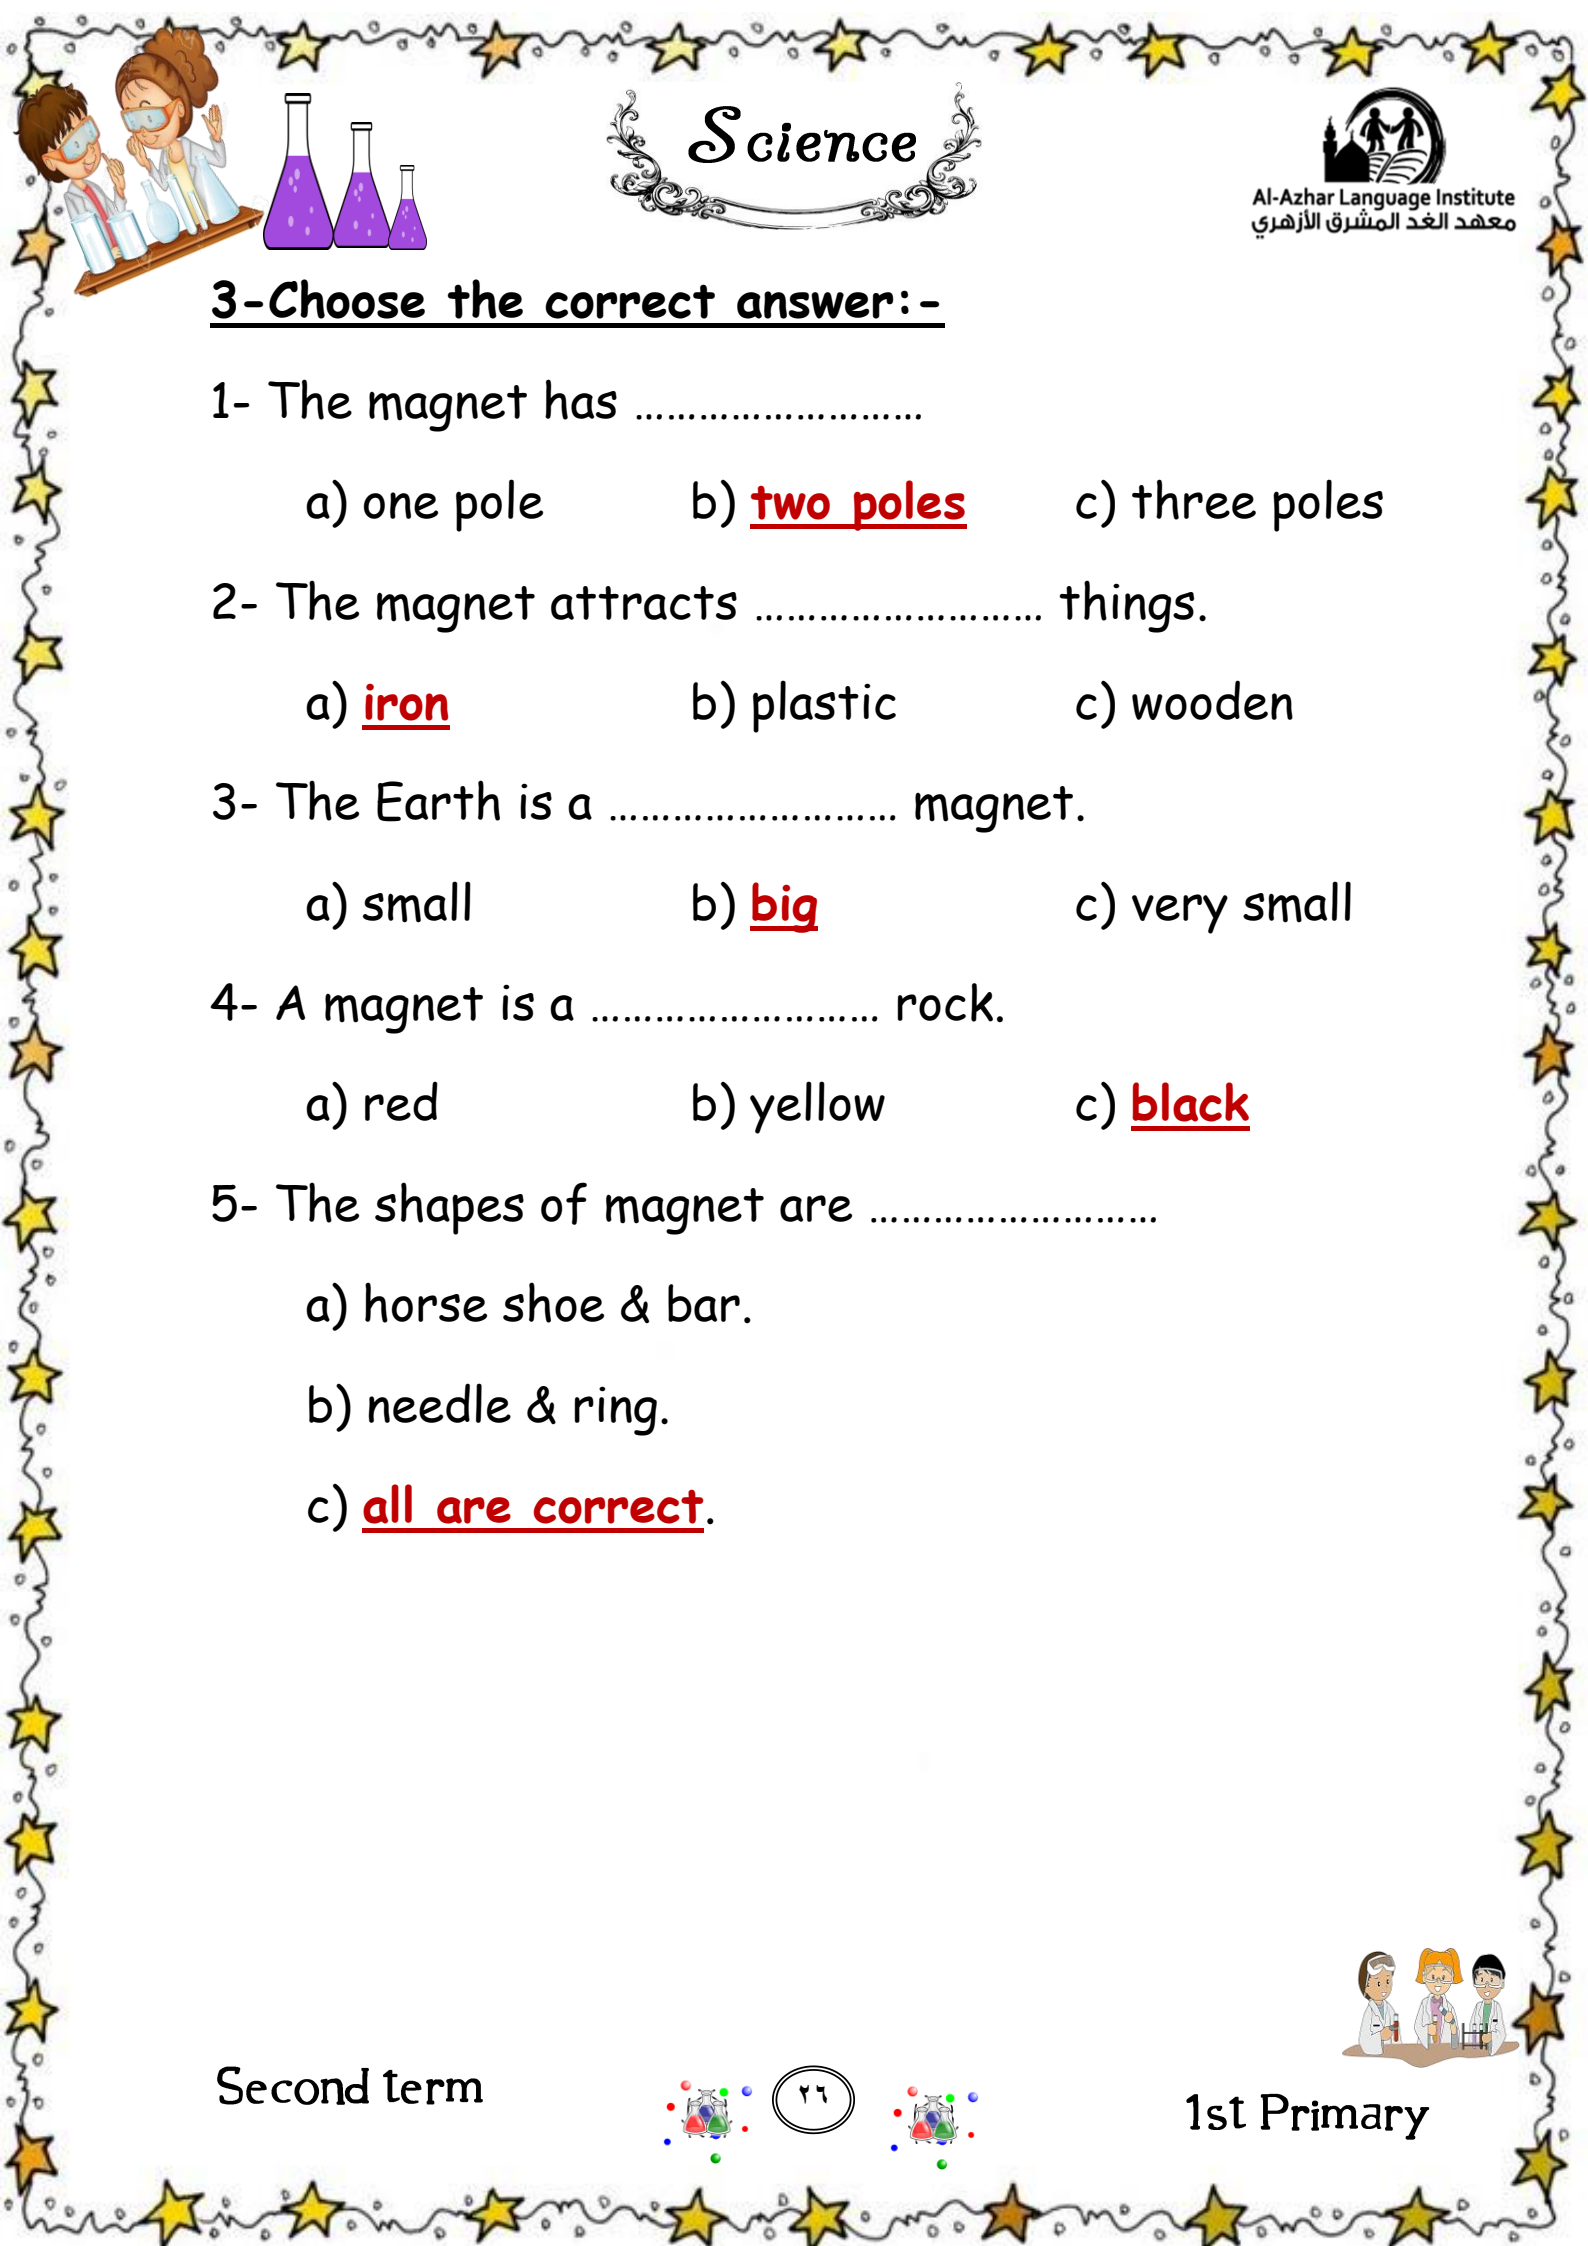 Science
Al-Azhar Language Institute
معهد الغد المشرق الأزهري
3-Choose the correct answer:-
1- The magnet has ...........................
a) one pole b) two poles c) three poles
2- The magnet attracts ........................... things.
a) iron b) plastic c) wooden
3- The Earth is a ........................... magnet.
a) small b) big c) very small
4- A magnet is a ........................... rock.
a) red b) yellow c) black
5- The shapes of magnet are ...........................
a) horse shoe & bar.
b) needle & ring.
c) all are correct.
Second term
٢٦
1st Primary